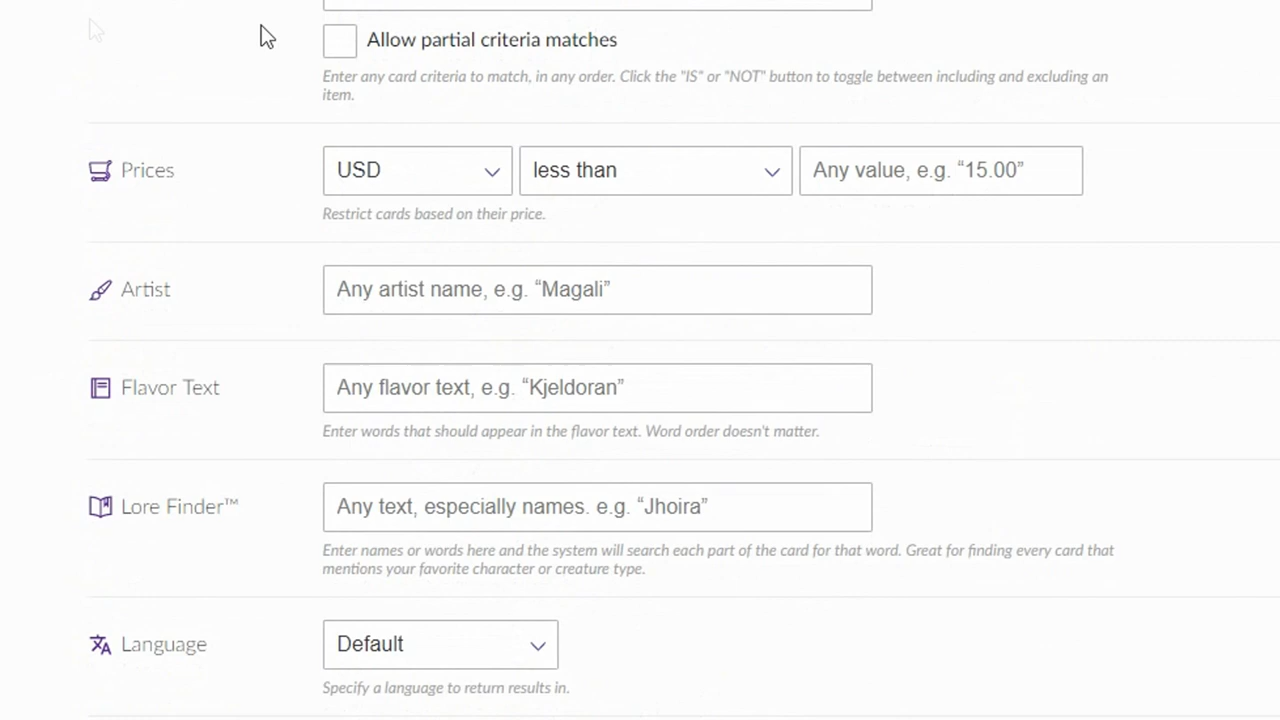 Allow partial criteria matches
Enter any card criteria to match, in any order. Click the "IS" or "NOT" button to toggle between including and excluding an
item.
Prices
USD
less than
Any value, e.g. “15.00”
Restrict cards based on their price.
Artist
Any artist name, e.g. “Magali”
Flavor Text
Any flavor text, e.g. “Kjeldoran”
Enter words that should appear in the flavor text. Word order doesn't matter.
Lore Finder™
Any text, especially names. e.g. “Jhoira”
Enter names or words here and the system will search each part of the card for that word. Great for finding every card that
mentions your favorite character or creature type.
Language
Default
Specify a language to return results in.